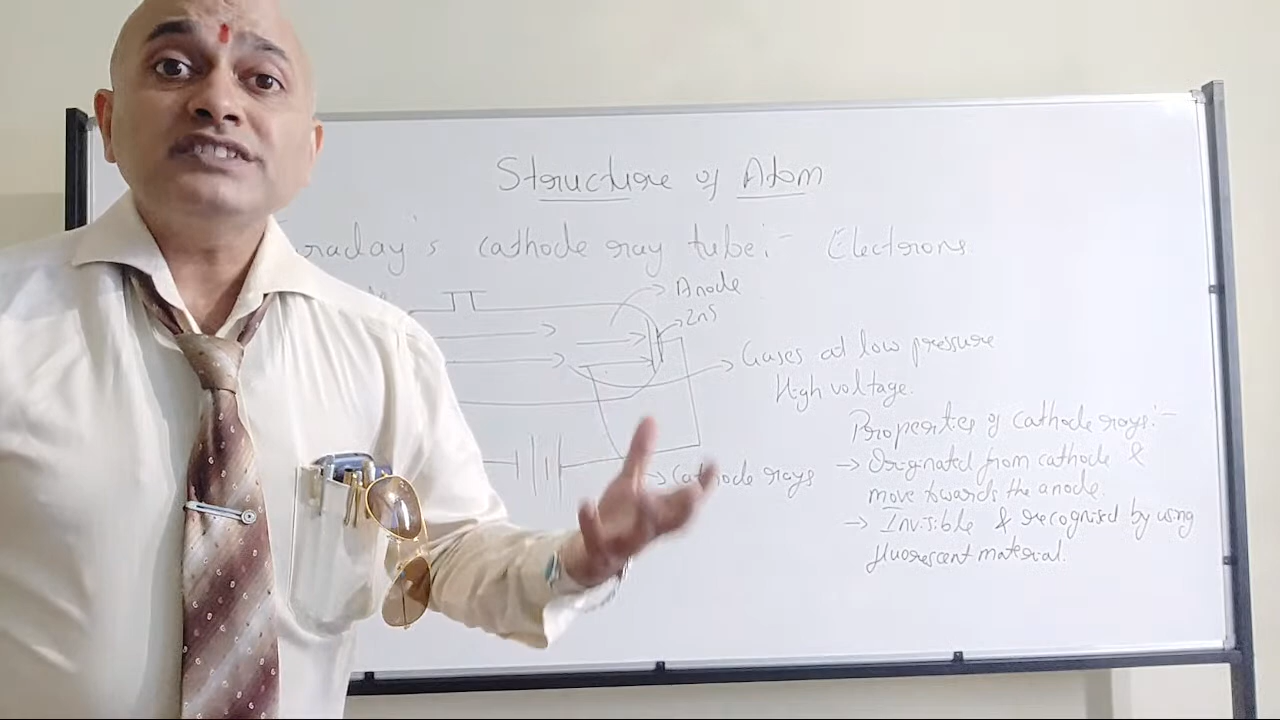 Structure of Atom
araday's cathode ray tube:- Electrons
Anode
ZnS
Gases at low pressure
High voltage.
Cathode rays
Properties of cathode rays:-
→ Originated from cathode &
move towards the anode.
→ Invisible & recognised by using
fluorescent material.